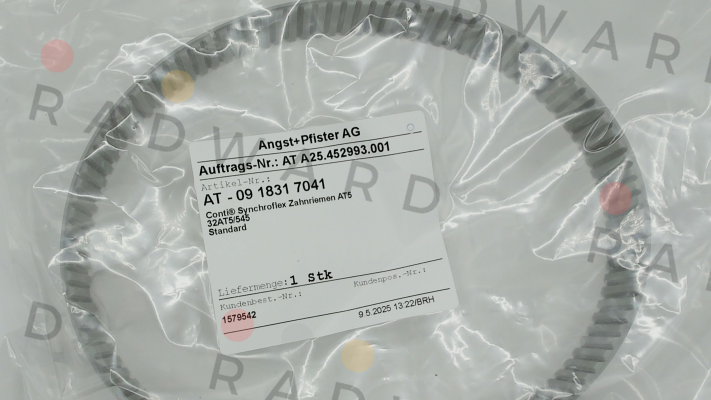 RADWARD
Angst+Pfister AG
Auftrags-Nr.: AT A25.452993.001
Artikel-Nr.:
AT - 09 1831 7041
Conti® Synchroflex Zahnriemen AT5
32AT5/545
Standard
Liefermenge: 1 Stk
Kundenbest.-Nr.: Kundenpos.-Nr.:
1579542 9.5.2025 13:22/BRH